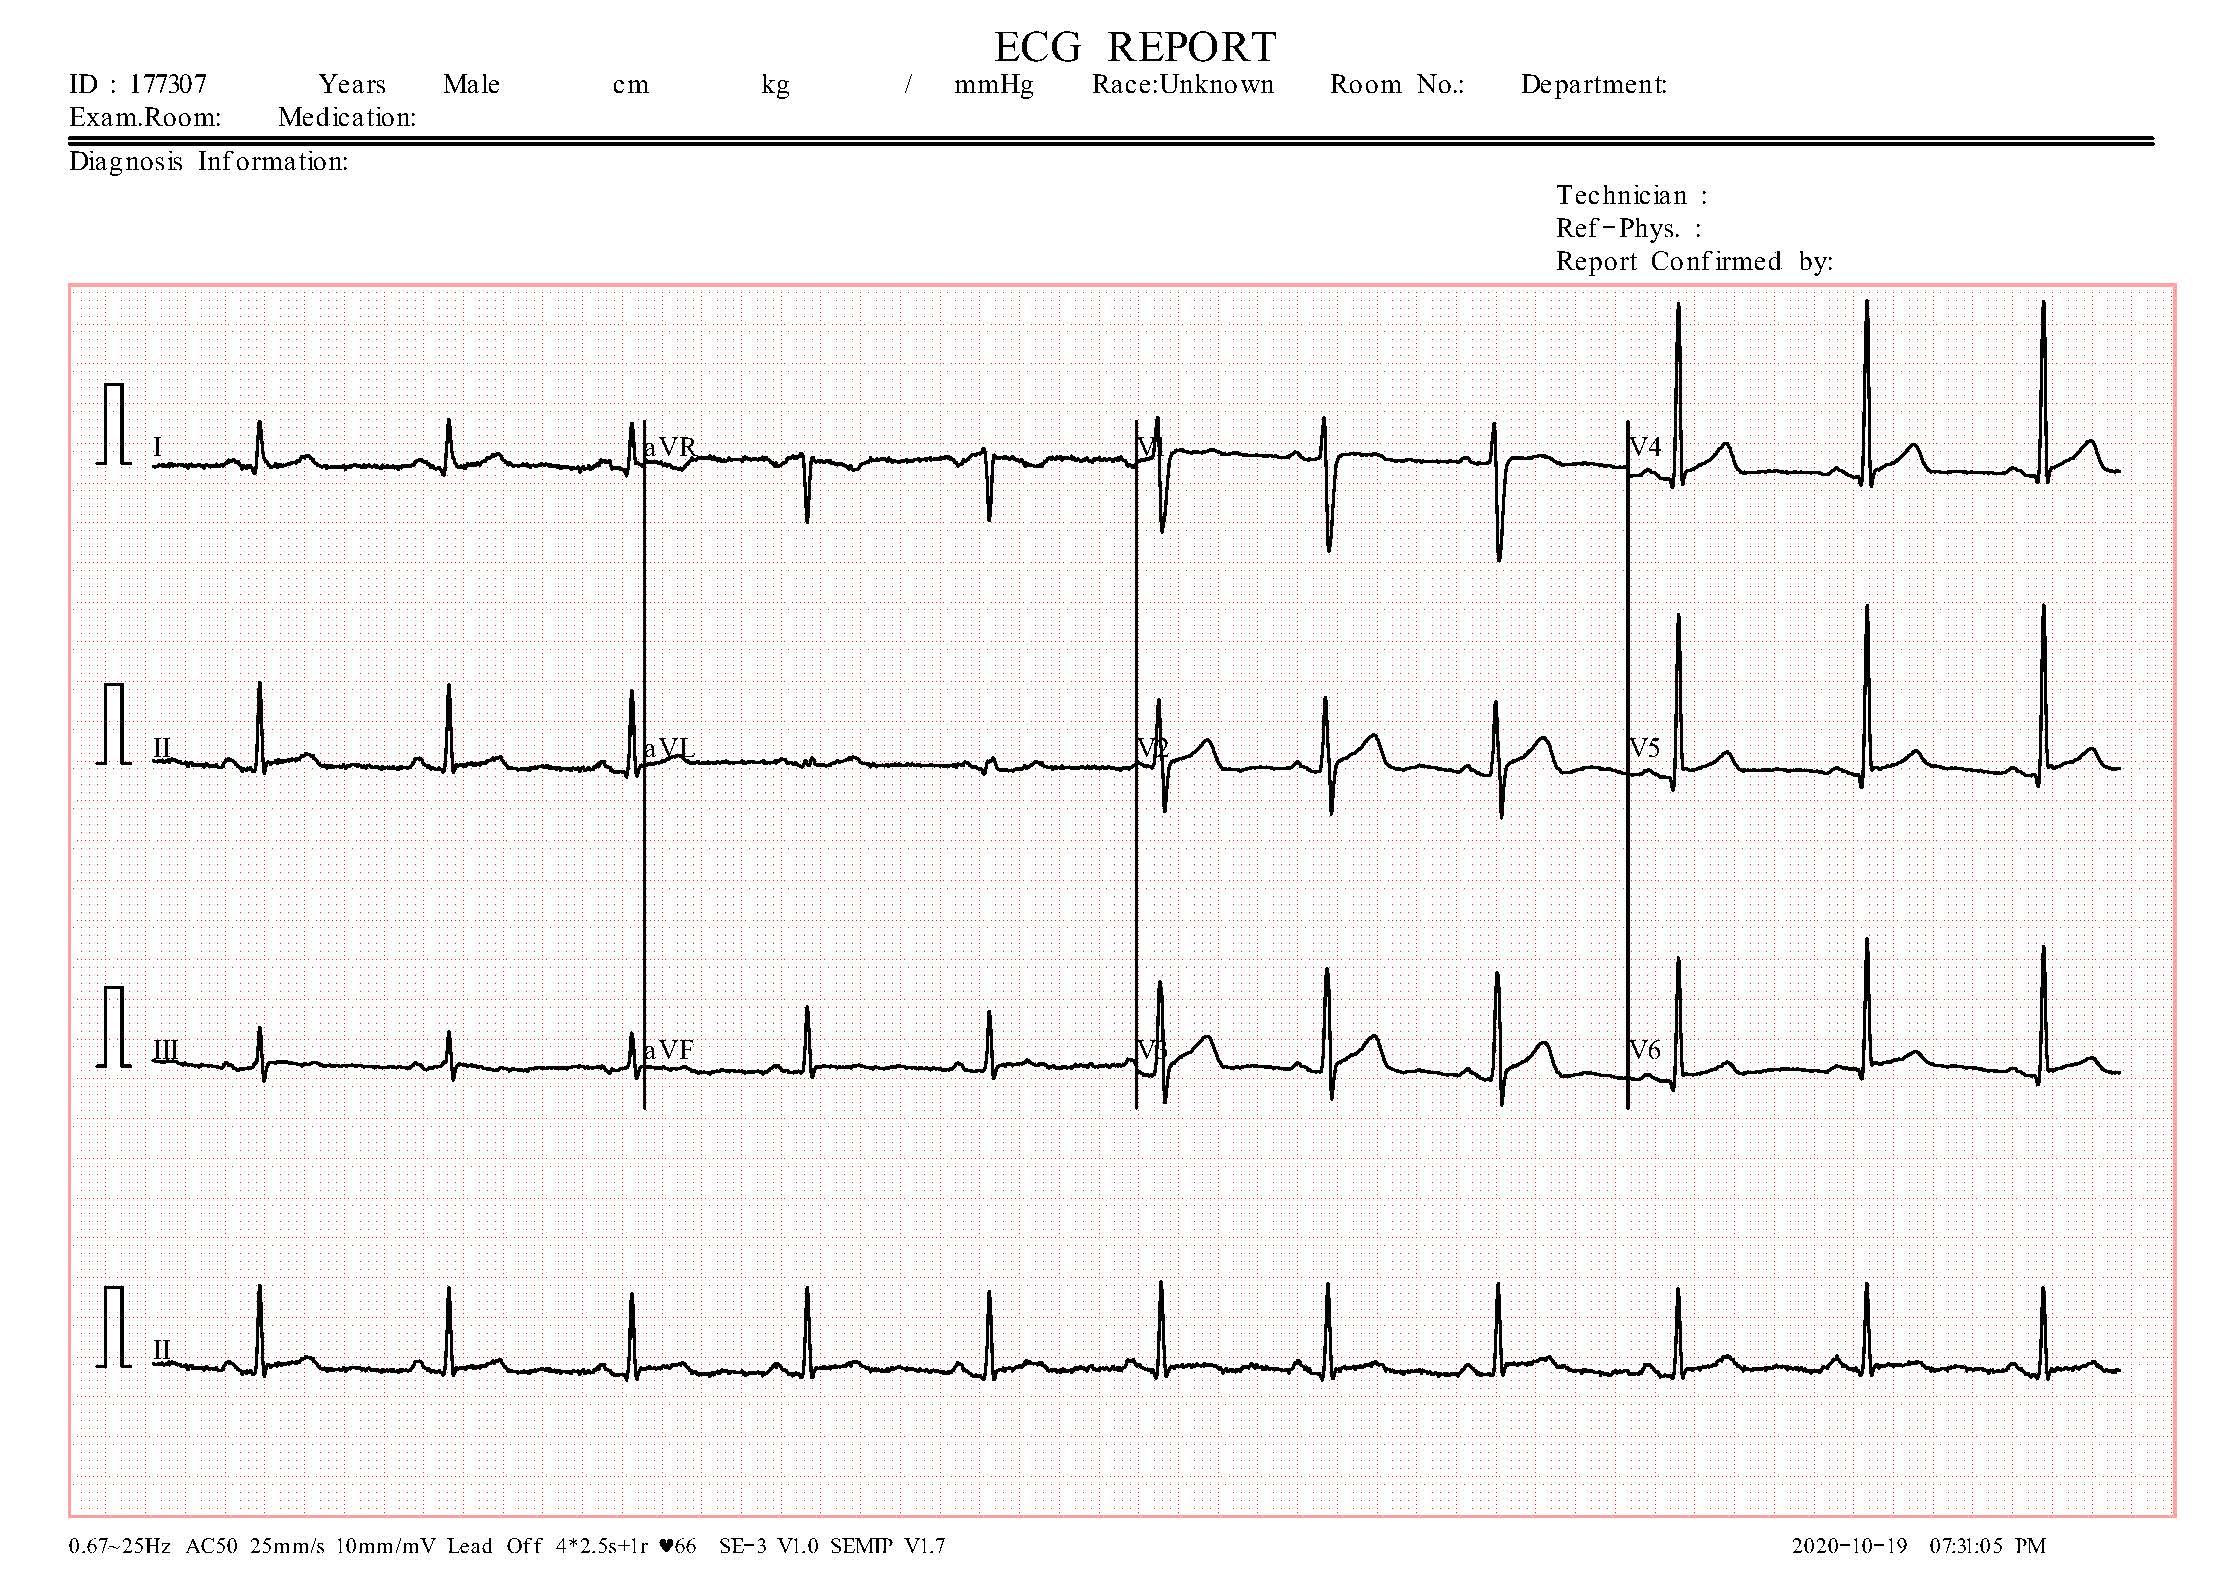 ECG REPORT
ID : 177307 Years Male cm kg / mmHg Race:Unknown Room No.: Department:
Exam.Room: Medication:
Diagnosis Information:
Technician :
Ref-Phys. :
Report Confirmed by:
I aVR V1 V4
II aVL V2 V5
III aVF V3 V6
II
0.67~25Hz AC50 25mm/s 10mm/mV Lead Off 4*2.5s+1r ♥66 SE-3 V1.0 SEMIP V1.7 2020-10-19 07:31:05 PM